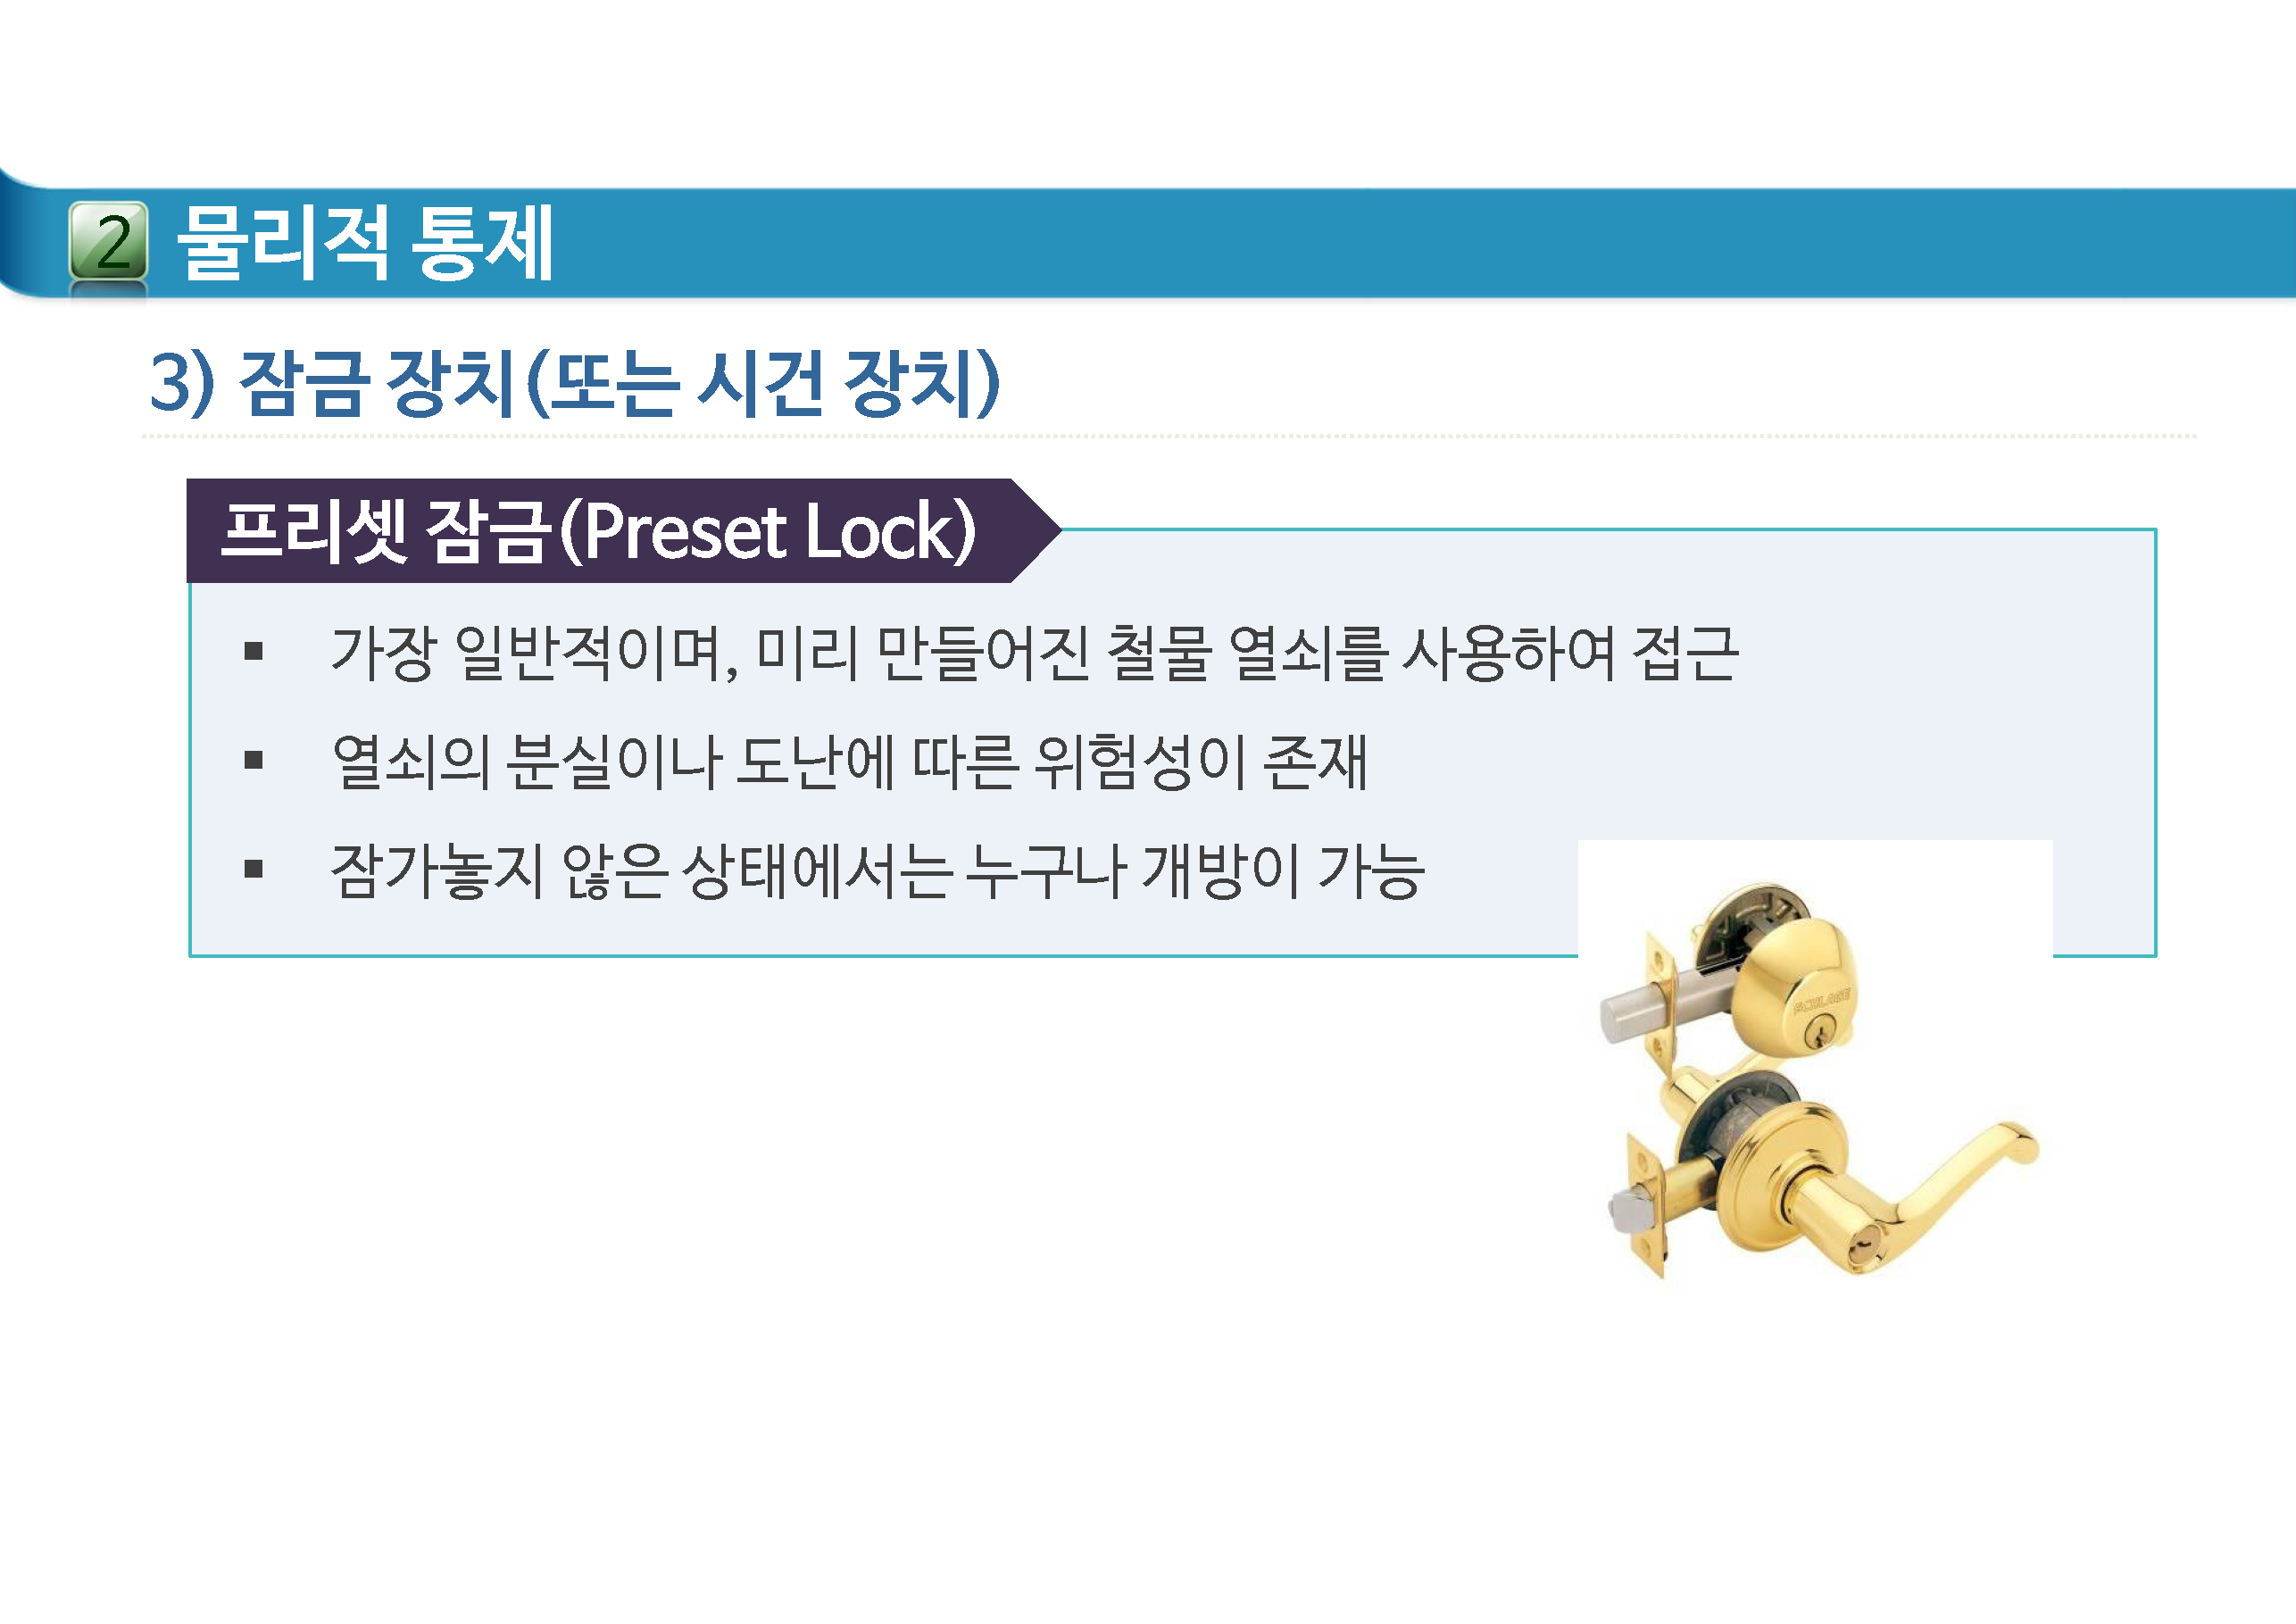 2 물리적 통제
3) 잠금 장치(또는 시건 장치)
프리셋 잠금(Preset Lock)
▪ 가장 일반적이며, 미리 만들어진 철물 열쇠를 사용하여 접근
▪ 열쇠의 분실이나 도난에 따른 위험성이 존재
▪ 잠가놓지 않은 상태에서는 누구나 개방이 가능
SCHLAGE